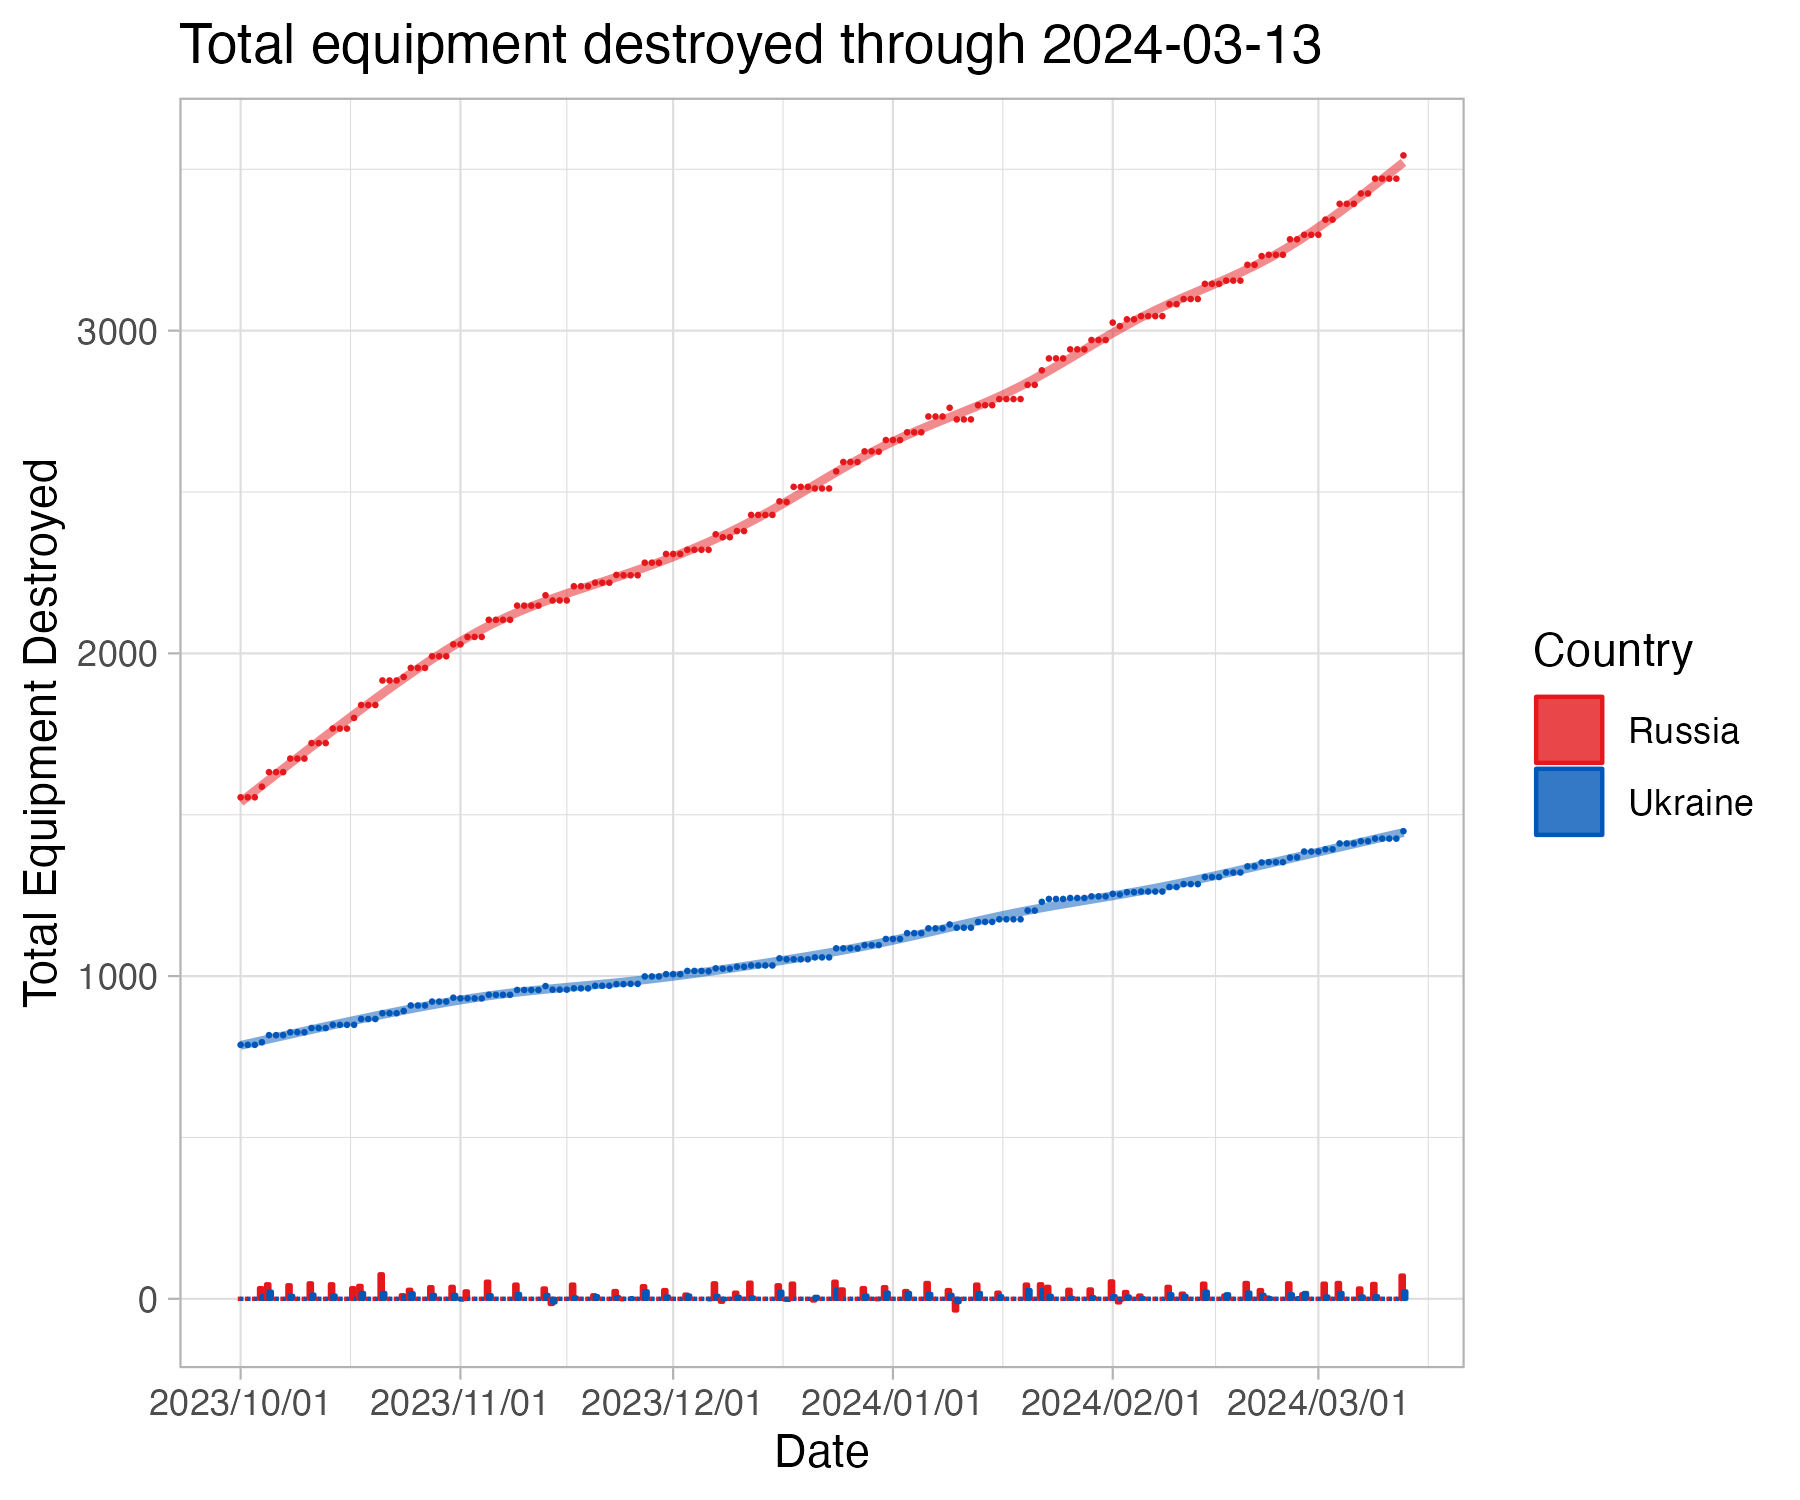 Total equipment destroyed through 2024-03-13
Total Equipment Destroyed
3000
2000
1000
0
2023/10/01
2023/11/01
2023/12/01
2024/01/01
2024/02/01
2024/03/01
Date
Country
Russia
Ukraine